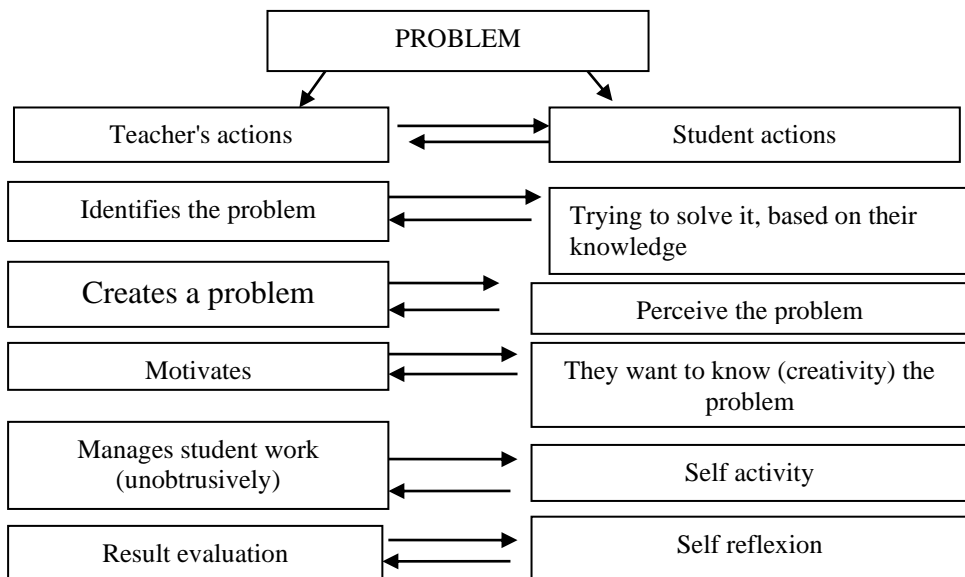 PROBLEM
Teacher's actions
Student actions
Identifies the problem
Trying to solve it, based on their
knowledge
Creates a problem
Perceive the problem
Motivates
They want to know (creativity) the
problem
Manages student work
(unobtrusively)
Self activity
Result evaluation
Self reflexion